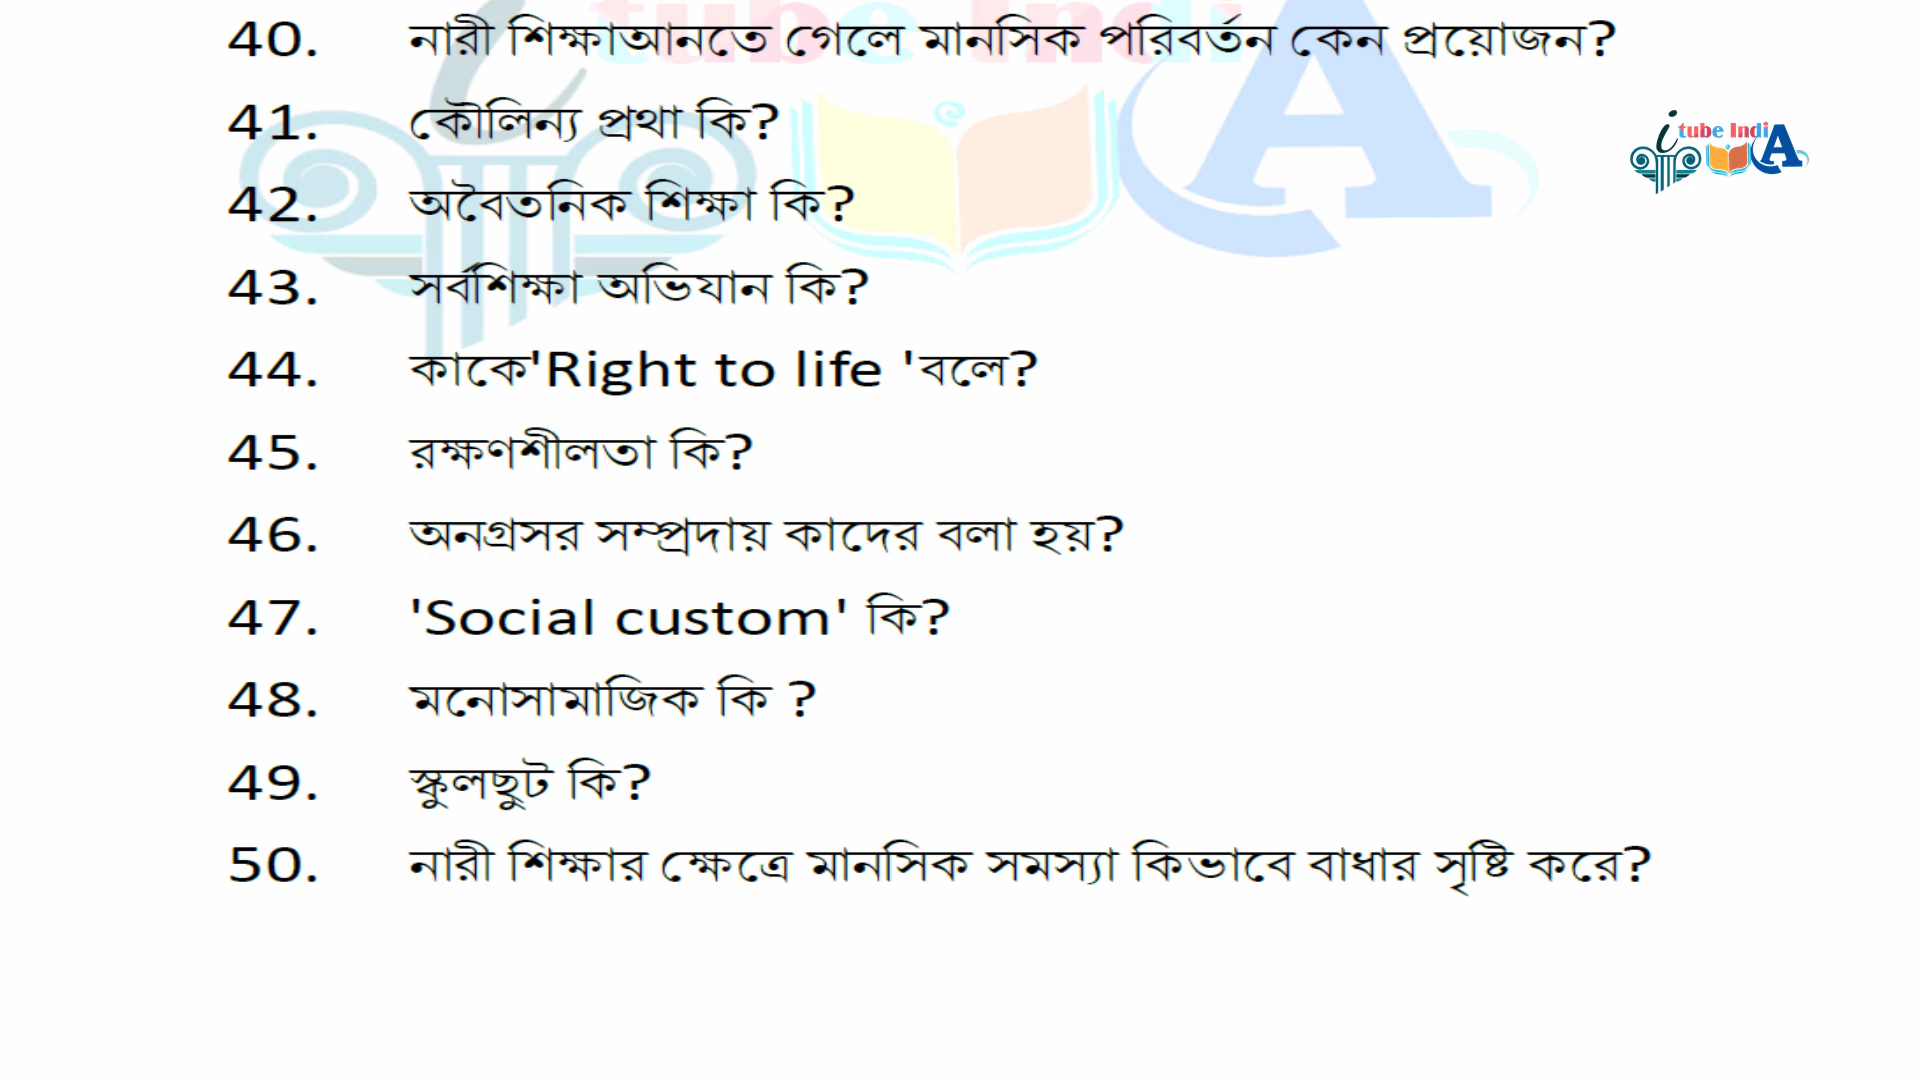 40. নারী শিক্ষাআনতে গেলে মানসিক পরিবর্তন কেন প্রয়োজন?
41. কৌলিন্য প্রথা কি?
i tube IndiA
42. অবৈতনিক শিক্ষা কি?
43. সর্বশিক্ষা অভিযান কি?
44. কাকে'Right to life 'বলে?
45. রক্ষণশীলতা কি?
46. অনগ্রসর সম্প্রদায় কাদের বলা হয়?
47. 'Social custom' কি?
48. মনোসামাজিক কি ?
49. স্কুলছুট কি?
50. নারী শিক্ষার ক্ষেত্রে মানসিক সমস্যা কিভাবে বাধার সৃষ্টি করে?